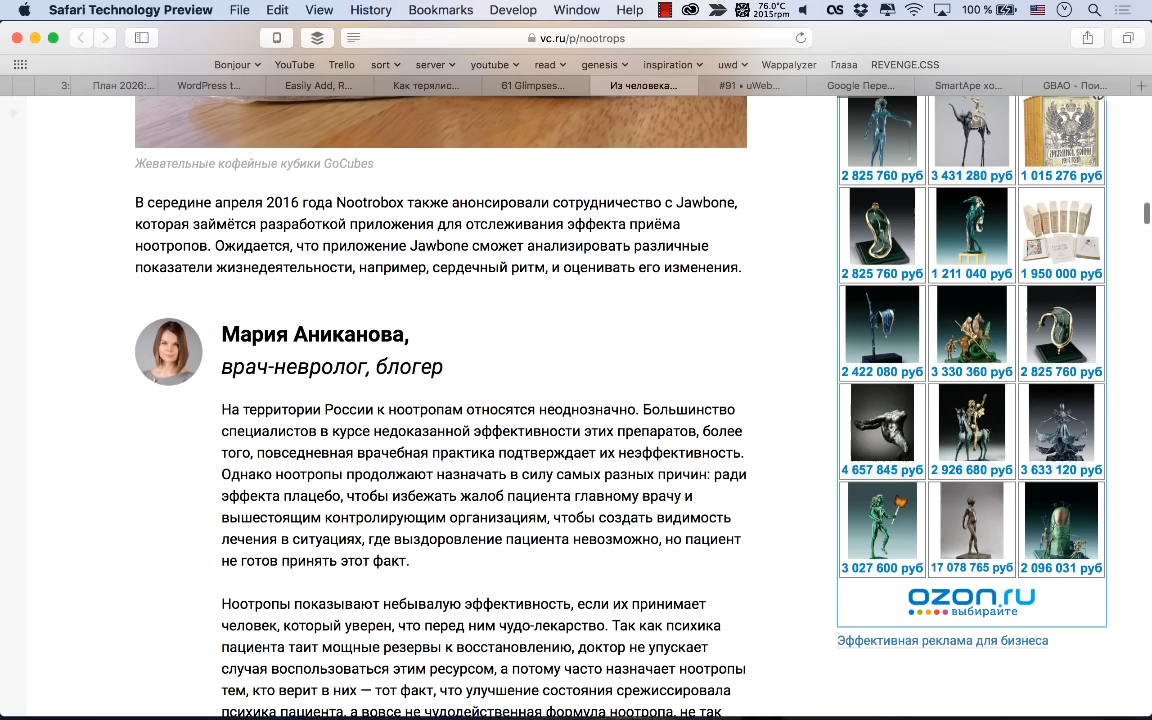 Safari Technology Preview File Edit View History Bookmarks Develop Window Help
76.0°C
2015rpm
100 %
vc.ru/p/nootrops
Bonjour YouTube Trello sort server youtube read genesis inspiration uwd Wappalyzer Глаза REVENGE.CSS
3:
План 2026:...
WordPress t...
Easily Add, R...
Как терялис...
61 Glimpses...
Из человека...
#91 • uWeb...
Google Пере...
SmartApe хо...
GBAO - Пои...
Жевательные кофейные кубики GoCubes
В середине апреля 2016 года Nootrobox также анонсировали сотрудничество с Jawbone,
которая займётся разработкой приложения для отслеживания эффекта приёма
ноотропов. Ожидается, что приложение Jawbone сможет анализировать различные
показатели жизнедеятельности, например, сердечный ритм, и оценивать его изменения.
Мария Аниканова,
врач-невролог, блогер
На территории России к ноотропам относятся неоднозначно. Большинство
специалистов в курсе недоказанной эффективности этих препаратов, более
того, повседневная врачебная практика подтверждает их неэффективность.
Однако ноотропы продолжают назначать в силу самых разных причин: ради
эффекта плацебо, чтобы избежать жалоб пациента главному врачу и
вышестоящим контролирующим организациям, чтобы создать видимость
лечения в ситуациях, где выздоровление пациента невозможно, но пациент
не готов принять этот факт.
Ноотропы показывают небывалую эффективность, если их принимает
человек, который уверен, что перед ним чудо-лекарство. Так как психика
пациента таит мощные резервы к восстановлению, доктор не упускает
случая воспользоваться этим ресурсом, а потому часто назначает ноотропы
тем, кто верит в них — тот факт, что улучшение состояния срежиссировала
психика пациента, а вовсе не чудодейственная формула ноотропа, не так
2 825 760 руб 3 431 280 руб 1 015 276 руб
2 825 760 руб 1 211 040 руб 1 950 000 руб
2 422 080 руб 3 330 360 руб 2 825 760 руб
4 657 845 руб 2 926 680 руб 3 633 120 руб
3 027 600 руб 17 078 765 руб 2 096 031 руб
ozon.ru
выбирайте
Эффективная реклама для бизнеса